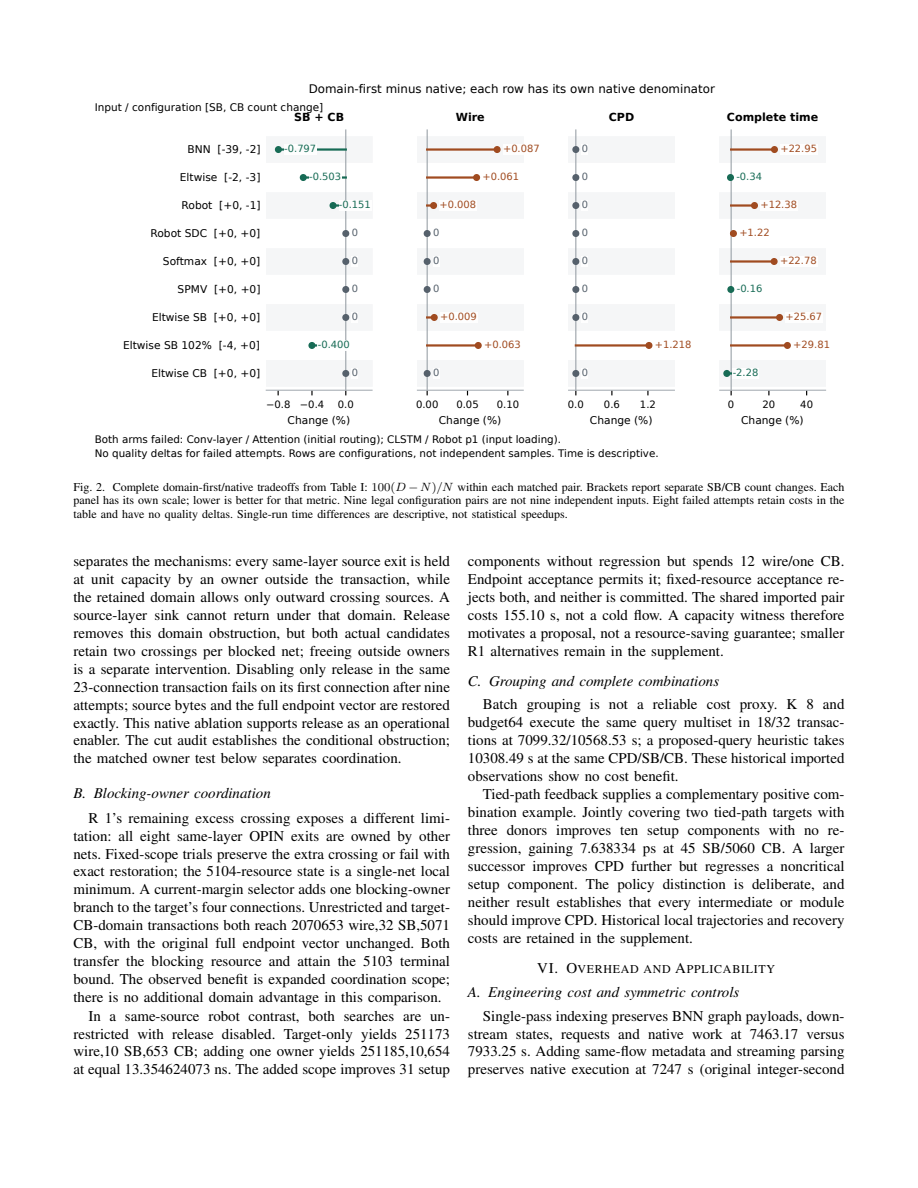 Domain-first minus native; each row has its own native denominator
Input / configuration [SB, CB count change]
SB + CB Wire CPD Complete time
BNN [-39, -2] -0.797 +0.087 0 +22.95
Eltwise [-2, -3] -0.503 +0.061 0 -0.34
Robot [+0, -1] -0.151 +0.008 0 +12.38
Robot SDC [+0, +0] 0 0 0 +1.22
Softmax [+0, +0] 0 0 0 +22.78
SPMV [+0, +0] 0 0 0 -0.16
Eltwise SB [+0, +0] 0 +0.009 0 +25.67
Eltwise SB 102% [-4, +0] -0.400 +0.063 +1.218 +29.81
Eltwise CB [+0, +0] 0 0 0 -2.28
−0.8 −0.4 0.0 0.00 0.05 0.10 0.0 0.6 1.2 0 20 40
Change (%) Change (%) Change (%) Change (%)
Both arms failed: Conv-layer / Attention (initial routing); CLSTM / Robot p1 (input loading).
No quality deltas for failed attempts. Rows are configurations, not independent samples. Time is descriptive.
Fig. 2. Complete domain-first/native tradeoffs from Table I: 100(D − N)/N within each matched pair. Brackets report separate SB/CB count changes. Each
panel has its own scale; lower is better for that metric. Nine legal configuration pairs are not nine independent inputs. Eight failed attempts retain costs in the
table and have no quality deltas. Single-run time differences are descriptive, not statistical speedups.
separates the mechanisms: every same-layer source exit is held
at unit capacity by an owner outside the transaction, while
the retained domain allows only outward crossing sources. A
source-layer sink cannot return under that domain. Release
removes this domain obstruction, but both actual candidates
retain two crossings per blocked net; freeing outside owners
is a separate intervention. Disabling only release in the same
23-connection transaction fails on its first connection after nine
attempts; source bytes and the full endpoint vector are restored
exactly. This native ablation supports release as an operational
enabler. The cut audit establishes the conditional obstruction;
the matched owner test below separates coordination.
B. Blocking-owner coordination
R 1's remaining excess crossing exposes a different limi-
tation: all eight same-layer OPIN exits are owned by other
nets. Fixed-scope trials preserve the extra crossing or fail with
exact restoration; the 5104-resource state is a single-net local
minimum. A current-margin selector adds one blocking-owner
branch to the target's four connections. Unrestricted and target-
CB-domain transactions both reach 2070653 wire,32 SB,5071
CB, with the original full endpoint vector unchanged. Both
transfer the blocking resource and attain the 5103 terminal
bound. The observed benefit is expanded coordination scope;
there is no additional domain advantage in this comparison.
In a same-source robot contrast, both searches are un-
restricted with release disabled. Target-only yields 251173
wire,10 SB,653 CB; adding one owner yields 251185,10,654
at equal 13.354624073 ns. The added scope improves 31 setup
components without regression but spends 12 wire/one CB.
Endpoint acceptance permits it; fixed-resource acceptance re-
jects both, and neither is committed. The shared imported pair
costs 155.10 s, not a cold flow. A capacity witness therefore
motivates a proposal, not a resource-saving guarantee; smaller
R1 alternatives remain in the supplement.
C. Grouping and complete combinations
Batch grouping is not a reliable cost proxy. K 8 and
budget64 execute the same query multiset in 18/32 transac-
tions at 7099.32/10568.53 s; a proposed-query heuristic takes
10308.49 s at the same CPD/SB/CB. These historical imported
observations show no cost benefit.
Tied-path feedback supplies a complementary positive com-
bination example. Jointly covering two tied-path targets with
three donors improves ten setup components with no re-
gression, gaining 7.638334 ps at 45 SB/5060 CB. A larger
successor improves CPD further but regresses a noncritical
setup component. The policy distinction is deliberate, and
neither result establishes that every intermediate or module
should improve CPD. Historical local trajectories and recovery
costs are retained in the supplement.
VI. OVERHEAD AND APPLICABILITY
A. Engineering cost and symmetric controls
Single-pass indexing preserves BNN graph payloads, down-
stream states, requests and native work at 7463.17 versus
7933.25 s. Adding same-flow metadata and streaming parsing
preserves native execution at 7247 s (original integer-second